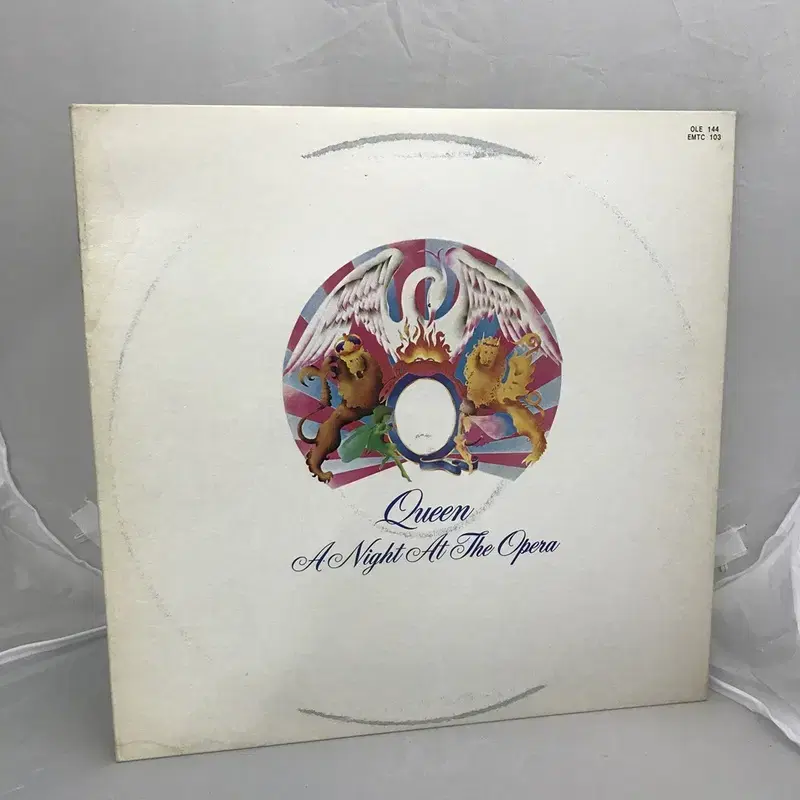 OLE 144
EMTC 103
Queen
A Night At The Opera